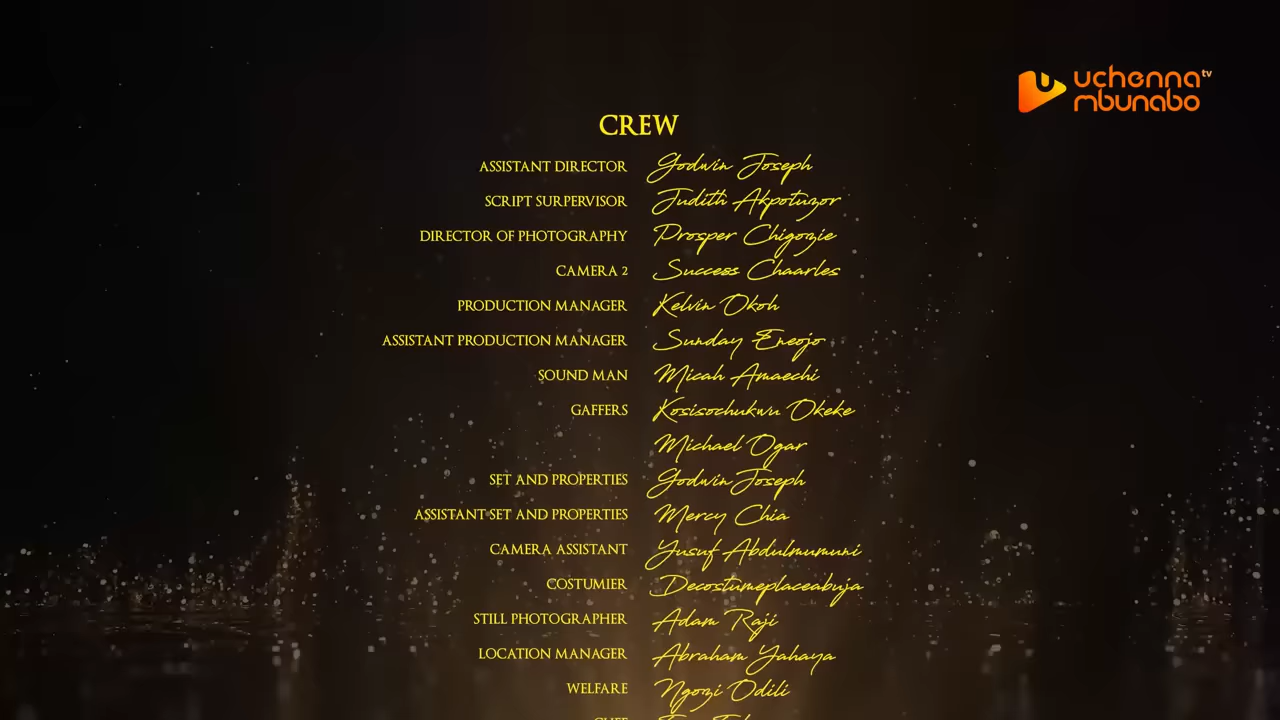 uchenna tv
mbunabo
CREW
ASSISTANT DIRECTOR Godwin Joseph
SCRIPT SURPERVISOR Judith Akpotuzor
DIRECTOR OF PHOTOGRAPHY Prosper Chigozie
CAMERA 2 Success Chaarles
PRODUCTION MANAGER Kelvin Okoh
ASSISTANT PRODUCTION MANAGER Sunday Eneojo
SOUND MAN Micah Amaechi
GAFFERS Kosisochukwu Okeke
Michael Ogar
SET AND PROPERTIES Godwin Joseph
ASSISTANT SET AND PROPERTIES Mercy Chia
CAMERA ASSISTANT Yusuf Abdulmumuni
COSTUMIER Decostumeplaceabuja
STILL PHOTOGRAPHER Adam Raji
LOCATION MANAGER Abraham Yahaya
WELFARE Ngozi Odili